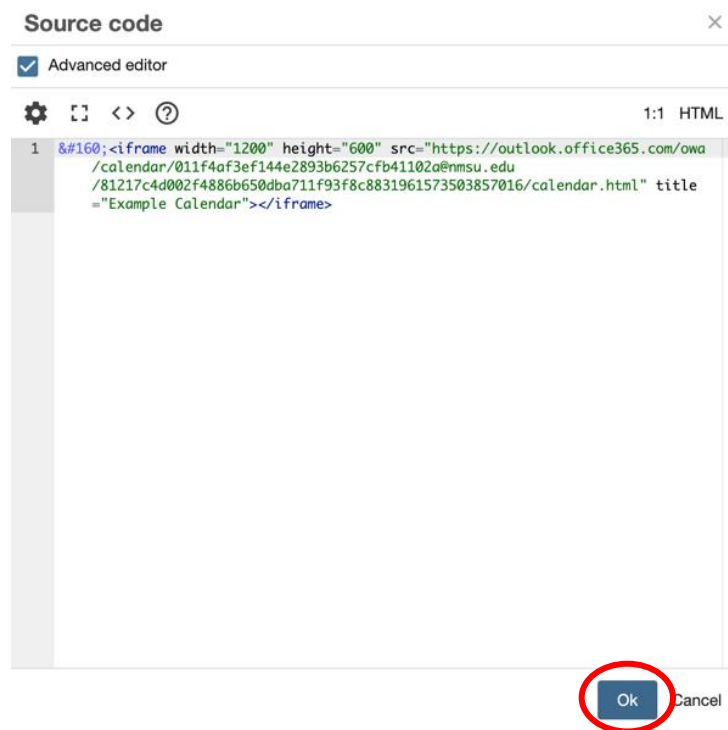 Source code
Advanced editor
1:1 HTML
1 &#160;<iframe width="1200" height="600" src="https://outlook.office365.com/owa
/calendar/011f4af3ef144e2893b6257cfb41102a@nmsu.edu
/81217c4d002f4886b650dba711f93f8c8831961573503857016/calendar.html" title
="Example Calendar"></iframe>
Ok Cancel